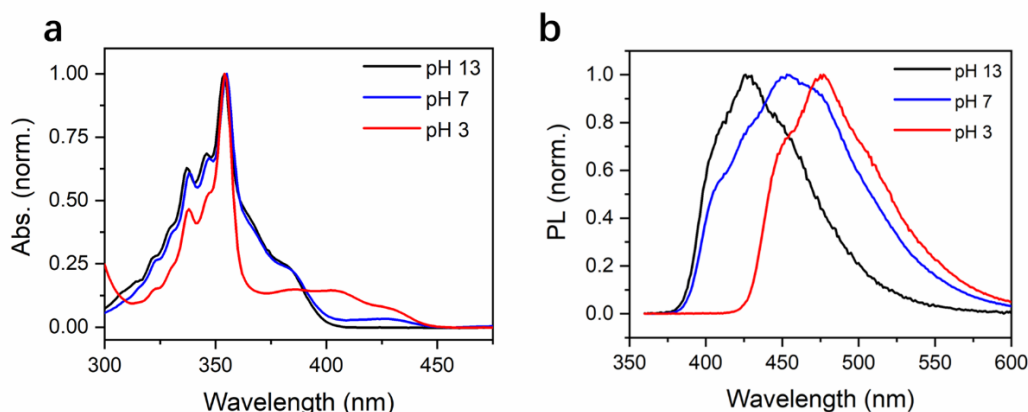 a
Abs. (norm.)
1.00
0.75
0.50
0.25
0.00
pH 13
pH 7
pH 3
300
350
400
450
Wavelength (nm)
b
PL (norm.)
1.0
0.8
0.6
0.4
0.2
0.0
pH 13
pH 7
pH 3
350
400
450
500
550
600
Wavelength (nm)